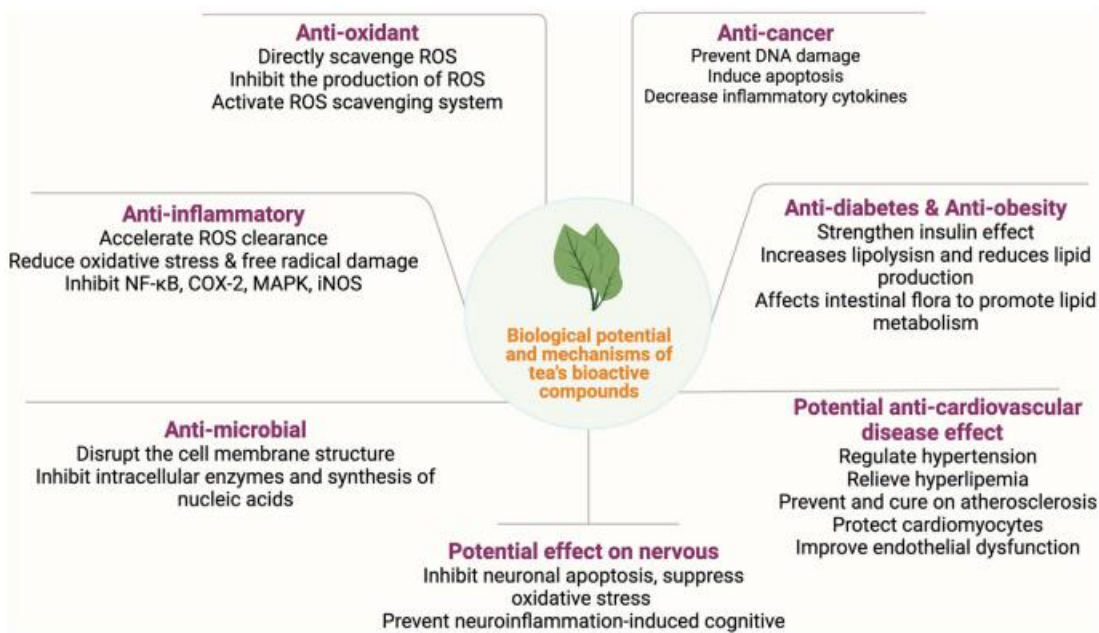 Anti-oxidant
Directly scavenge ROS
Inhibit the production of ROS
Activate ROS scavenging system
Anti-cancer
Prevent DNA damage
Induce apoptosis
Decrease inflammatory cytokines
Anti-inflammatory
Accelerate ROS clearance
Reduce oxidative stress & free radical damage
Inhibit NF-κB, COX-2, MAPK, iNOS
Anti-diabetes & Anti-obesity
Strengthen insulin effect
Increases lipolysisn and reduces lipid
production
Affects intestinal flora to promote lipid
metabolism
Biological potential
and mechanisms of
tea's bioactive
compounds
Anti-microbial
Disrupt the cell membrane structure
Inhibit intracellular enzymes and synthesis of
nucleic acids
Potential anti-cardiovascular
disease effect
Regulate hypertension
Relieve hyperlipemia
Prevent and cure on atherosclerosis
Protect cardiomyocytes
Improve endothelial dysfunction
Potential effect on nervous
Inhibit neuronal apoptosis, suppress
oxidative stress
Prevent neuroinflammation-induced cognitive